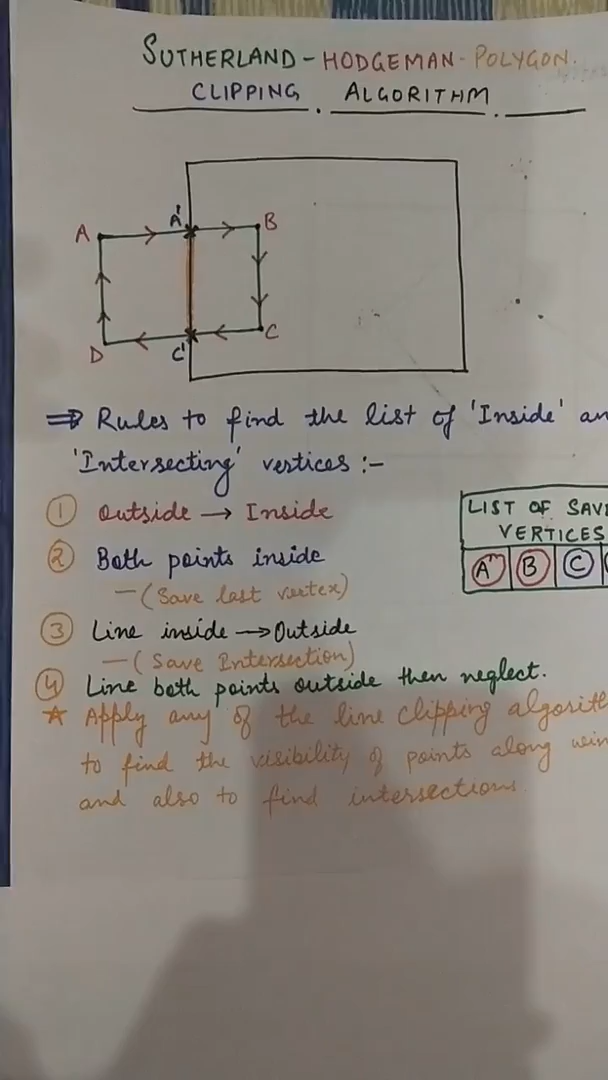 SUTHERLAND - HODGEMAN - POLYGON
CLIPPING ALGORITHM
A
A'
B
D
C'
C
⇒ Rules to find the list of 'Inside' an
'Intersecting' vertices :-
① Outside → Inside
② Both points inside
— (Save last vertex)
③ Line inside → Outside
— (Save Intersection)
④ Line both points outside then neglect.
LIST OF SAVE
VERTICES
A' B C
☆ Apply any of the line clipping algorith
to find the visibility of points along win
and also to find intersections.